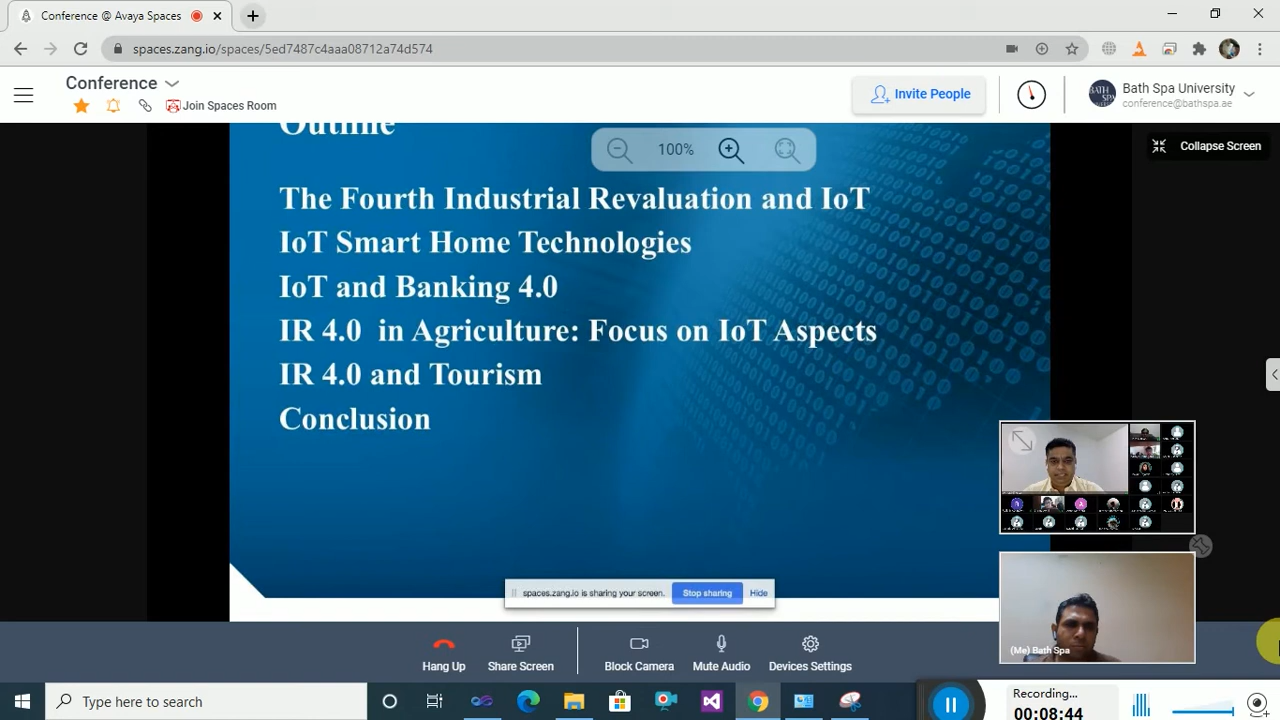 Conference @ Avaya Spaces
spaces.zang.io/spaces/5ed7487c4aaa08712a74d574
Conference
Join Spaces Room
Invite People
Bath Spa University
conference@bathspa.ae
Collapse Screen
100%
Outline
The Fourth Industrial Revaluation and IoT
IoT Smart Home Technologies
IoT and Banking 4.0
IR 4.0 in Agriculture: Focus on IoT Aspects
IR 4.0 and Tourism
Conclusion
spaces.zang.io is sharing your screen. Stop sharing Hide
(Me) Bath Spa
Hang Up Share Screen Block Camera Mute Audio Devices Settings
Type here to search
Recording...
00:08:44